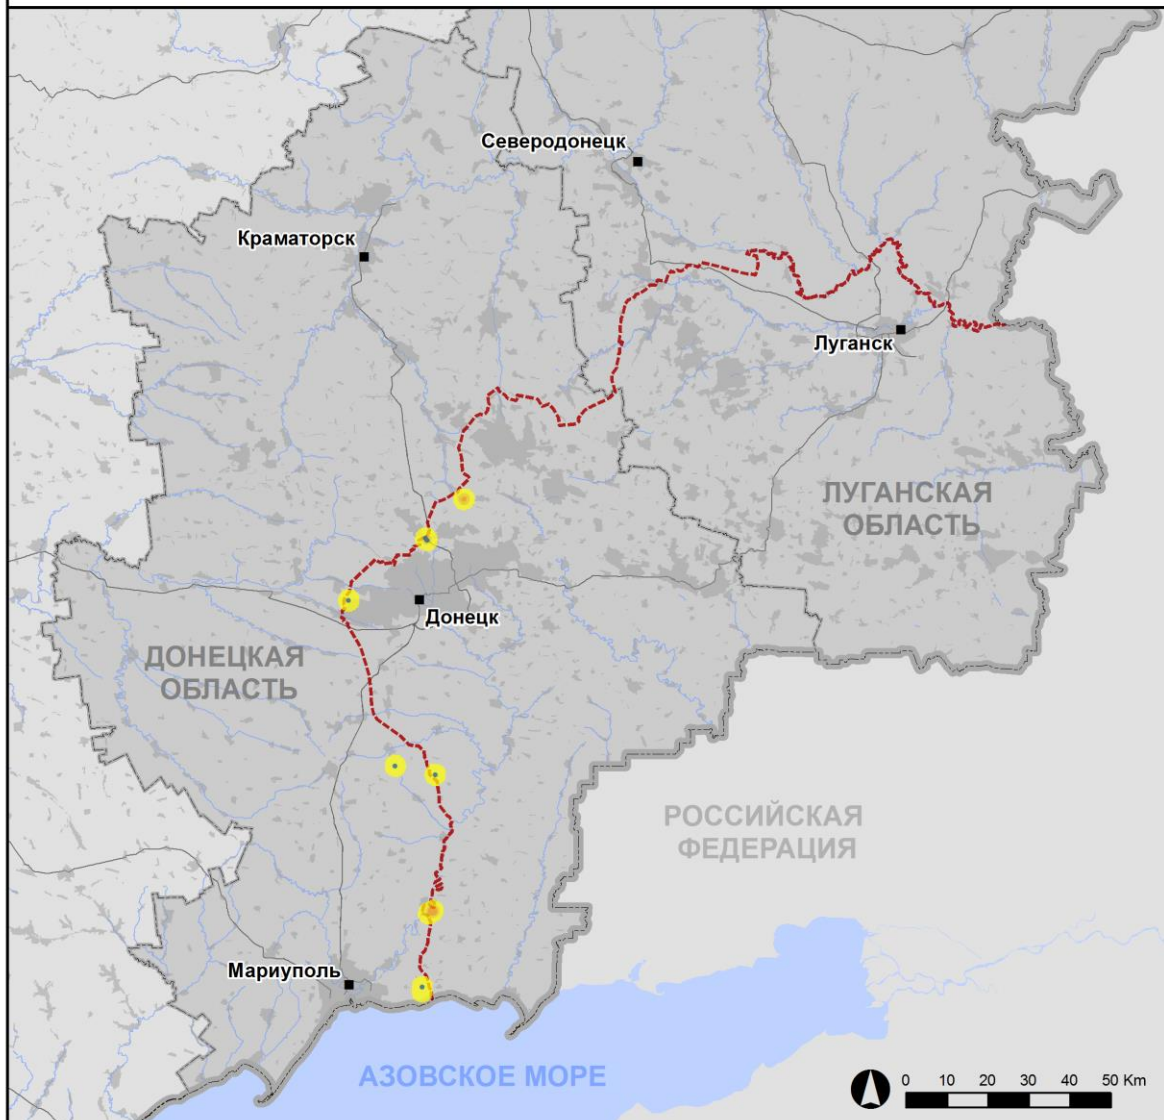 Северодонецк
Краматорск
Луганск
ЛУГАНСКАЯ
ОБЛАСТЬ
Донецк
ДОНЕЦКАЯ
ОБЛАСТЬ
РОССИЙСКАЯ
ФЕДЕРАЦИЯ
Мариуполь
АЗОВСКОЕ МОРЕ
0 10 20 30 40 50 Km